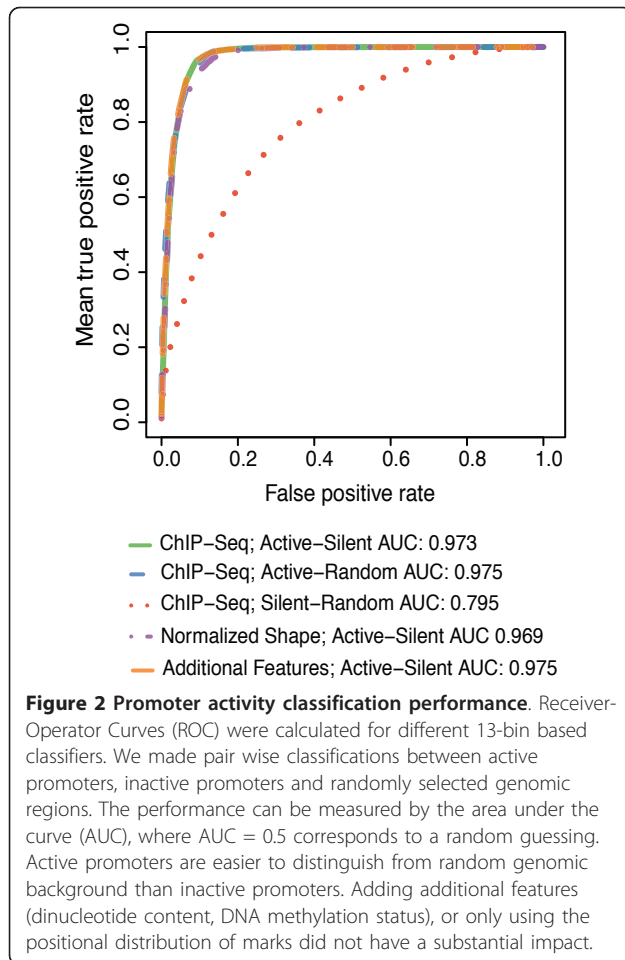 Mean true positive rate
1.0
0.8
0.6
0.4
0.2
0.0
0.0 0.2 0.4 0.6 0.8 1.0
False positive rate
ChIP−Seq; Active−Silent AUC: 0.973
ChIP−Seq; Active−Random AUC: 0.975
ChIP−Seq; Silent−Random AUC: 0.795
Normalized Shape; Active−Silent AUC 0.969
Additional Features; Active−Silent AUC: 0.975
Figure 2 Promoter activity classification performance. Receiver-
Operator Curves (ROC) were calculated for different 13-bin based
classifiers. We made pair wise classifications between active
promoters, inactive promoters and randomly selected genomic
regions. The performance can be measured by the area under the
curve (AUC), where AUC = 0.5 corresponds to a random guessing.
Active promoters are easier to distinguish from random genomic
background than inactive promoters. Adding additional features
(dinucleotide content, DNA methylation status), or only using the
positional distribution of marks did not have a substantial impact.